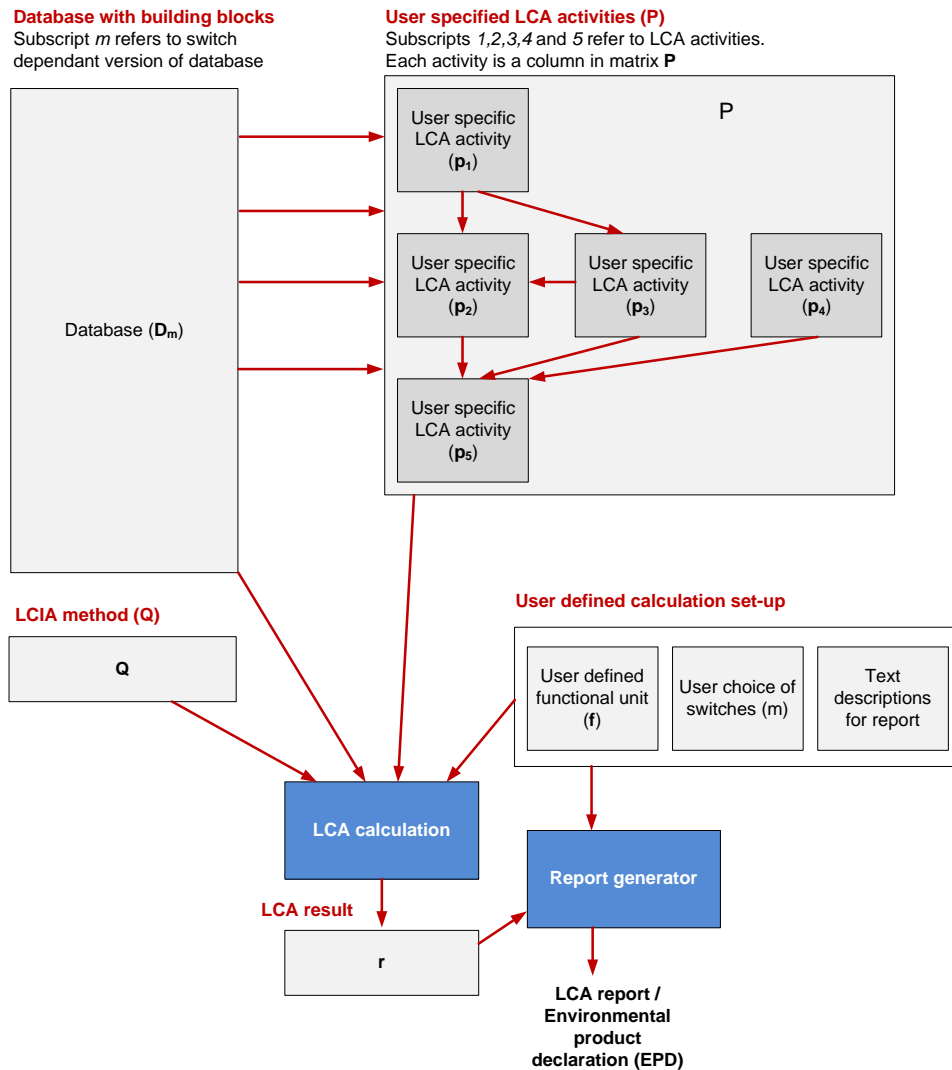 Database with building blocks
Subscript m refers to switch
dependant version of database
User specified LCA activities (P)
Subscripts 1,2,3,4 and 5 refer to LCA activities.
Each activity is a column in matrix P
P
User specific
LCA activity
(p₁)
User specific
LCA activity
(p₂)
User specific
LCA activity
(p₃)
User specific
LCA activity
(p₄)
Database (Dₘ)
User specific
LCA activity
(p₅)
LCIA method (Q)
Q
User defined calculation set-up
User defined
functional unit
(f)
User choice of
switches (m)
Text
descriptions
for report
LCA calculation
Report generator
LCA result
r
LCA report /
Environmental
product
declaration (EPD)